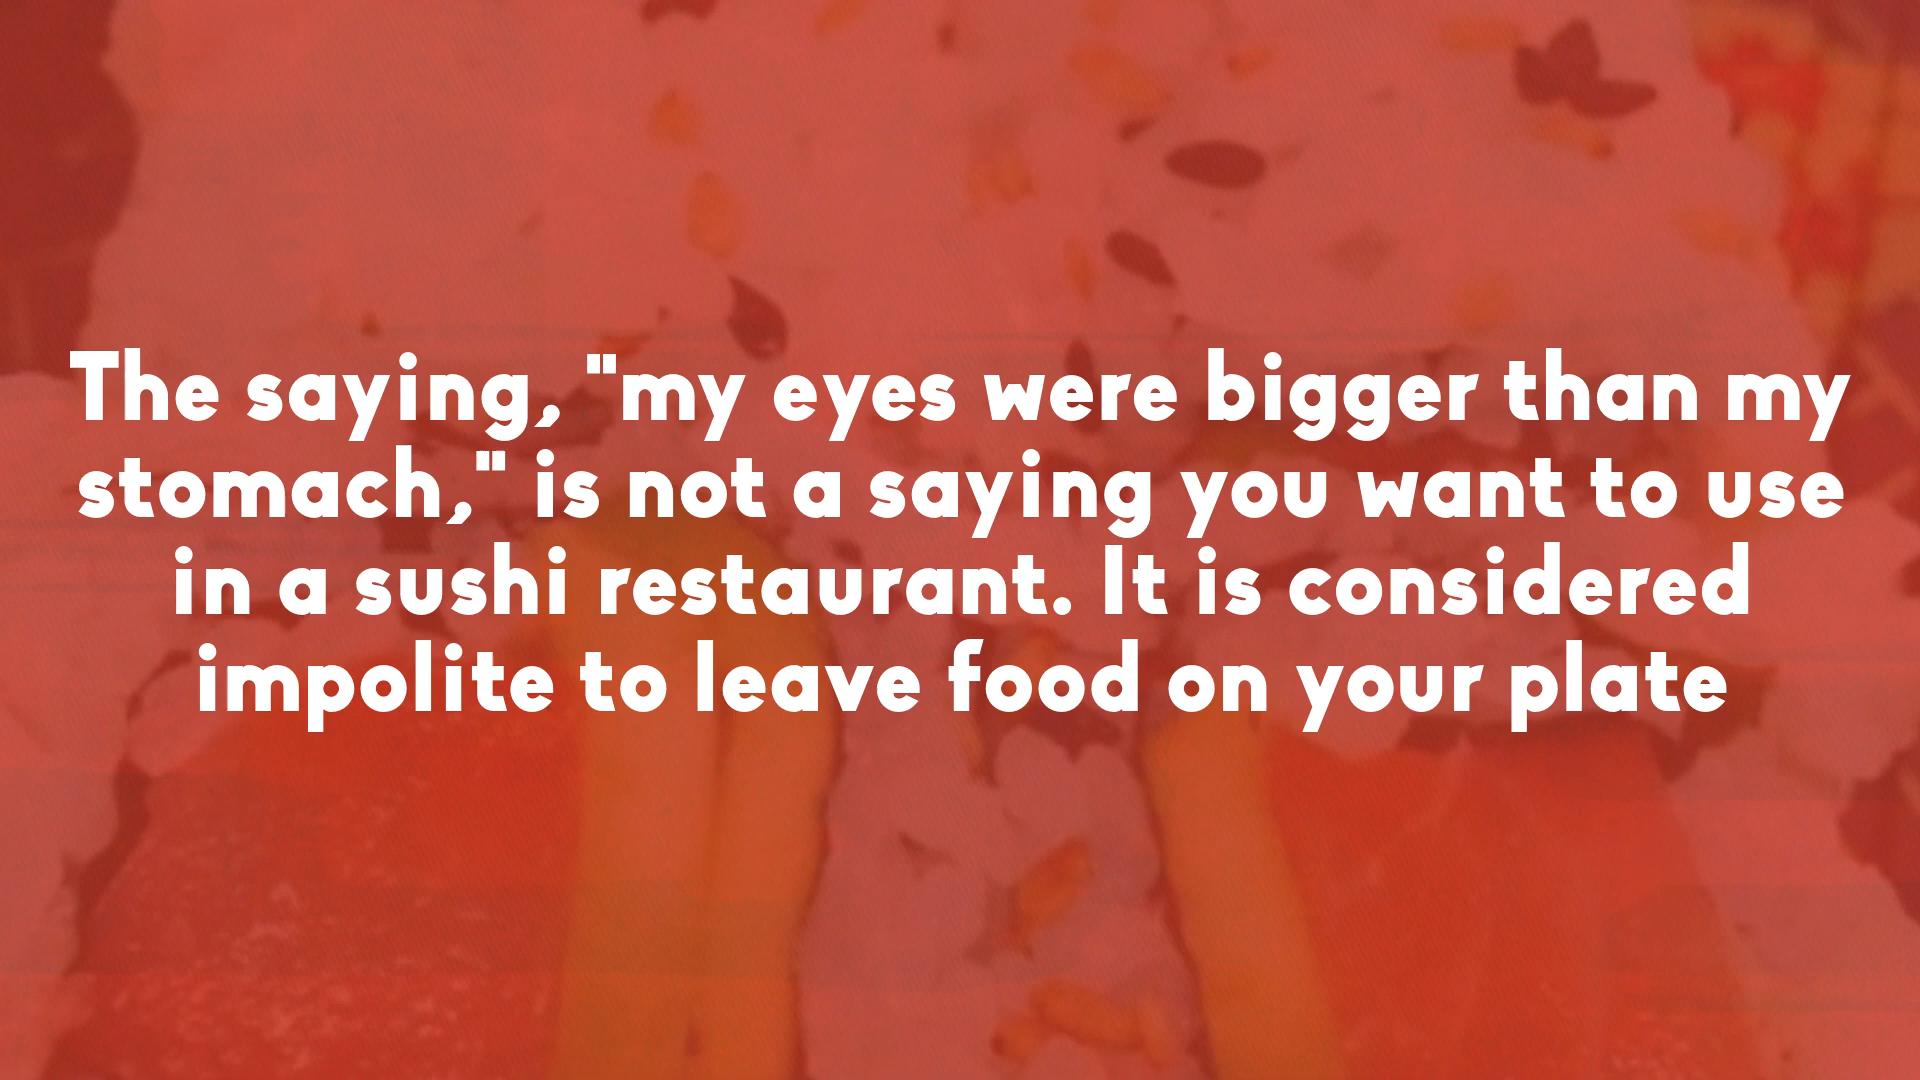 The saying, "my eyes were bigger than my
stomach," is not a saying you want to use
in a sushi restaurant. It is considered
impolite to leave food on your plate